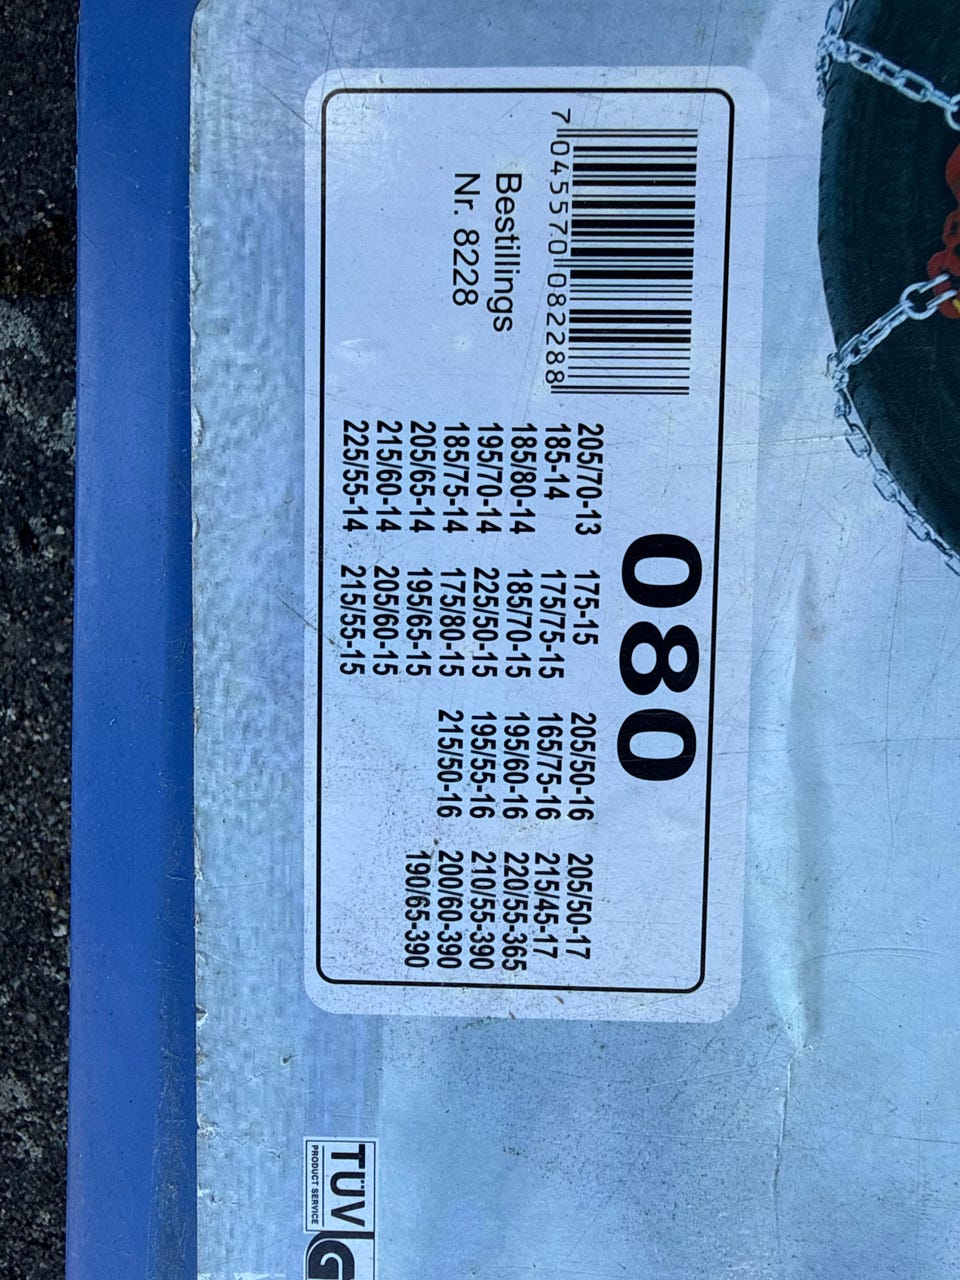 080
7 045570 082288
Bestillings
Nr. 8228
205/70-13 175-15 205/50-16 205/50-17
185-14 175/75-15 165/75-16 215/45-17
185/80-14 185/70-15 195/60-16 220/55-365
195/70-14 225/50-15 195/55-16 210/55-390
185/75-14 175/80-15 215/50-16 200/60-390
205/65-14 195/65-15 190/65-390
215/60-14 205/60-15
225/55-14 215/55-15
TÜV
PRODUCT SERVICE